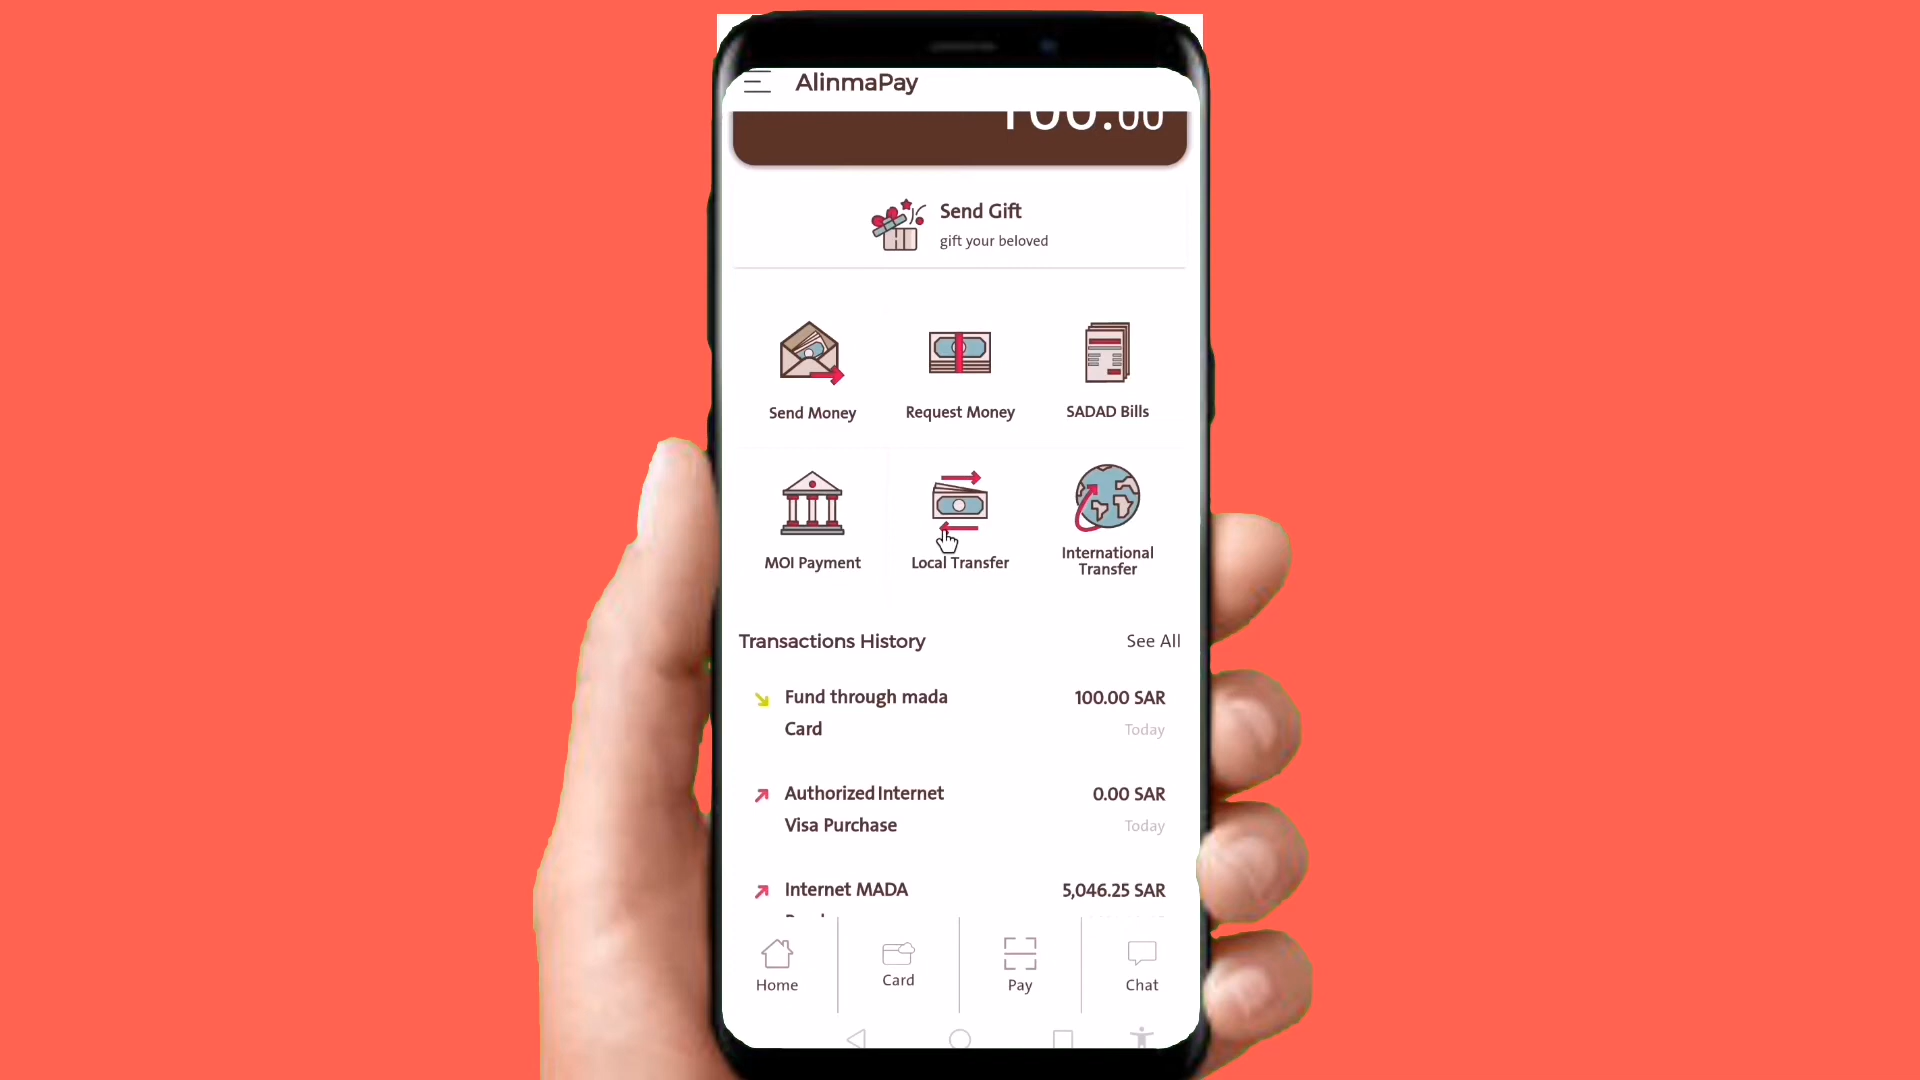 AlinmaPay
100.00
Send Gift
gift your beloved
Send Money
Request Money
SADAD Bills
MOI Payment
Local Transfer
International
Transfer
Transactions History
See All
Fund through mada
Card
100.00 SAR
Today
Authorized Internet
Visa Purchase
0.00 SAR
Today
Internet MADA
5,046.25 SAR
Home
Card
Pay
Chat